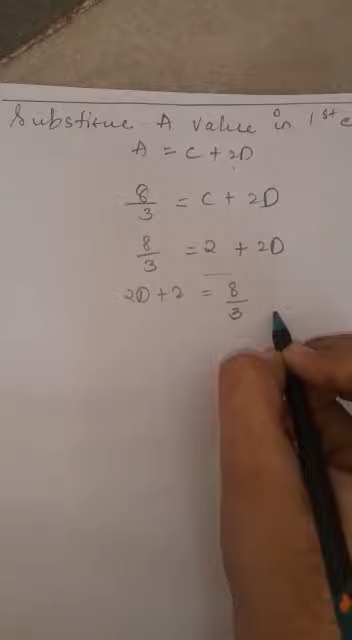 Substitue A value in 1st
A = C + 2D
8/3 = C + 2D
8/3 = 2 + 2D
2D + 2 = 8/3